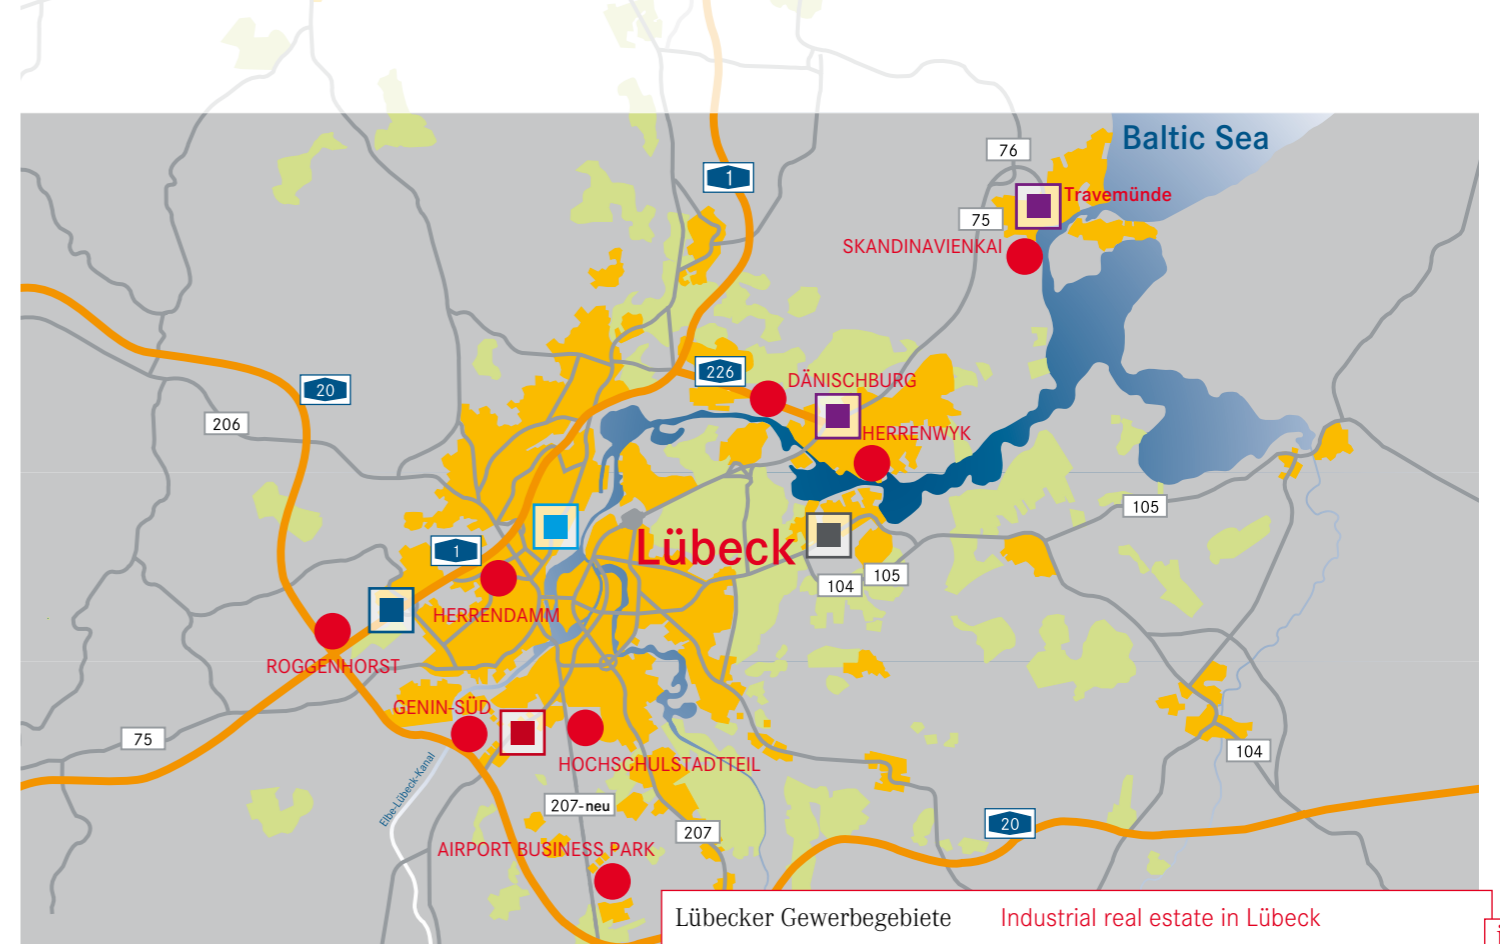 Baltic Sea
76
1
Travemünde
75
SKANDINAVIENKAI
226
DÄNISCHBURG
20
206
HERRENWYK
105
Lübeck
1
105
104
HERRENDAMM
ROGGENHORST
GENIN-SÜD
75
104
HOCHSCHULSTADTTEIL
Elbe-Lübeck-Kanal
207-neu
20
207
AIRPORT BUSINESS PARK
Lübecker Gewerbegebiete Industrial real estate in Lübeck